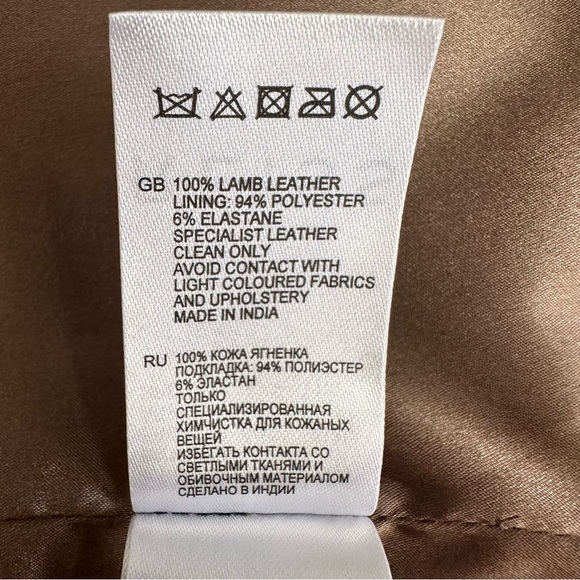 GB 100% LAMB LEATHER
LINING: 94% POLYESTER
6% ELASTANE
SPECIALIST LEATHER
CLEAN ONLY
AVOID CONTACT WITH
LIGHT COLOURED FABRICS
AND UPHOLSTERY
MADE IN INDIA
RU 100% КОЖА ЯГНЕНКА
ПОДКЛАДКА: 94% ПОЛИЭСТЕР
6% ЭЛАСТАН
ТОЛЬКО
СПЕЦИАЛИЗИРОВАННАЯ
ХИМЧИСТКА ДЛЯ КОЖАНЫХ
ВЕЩЕЙ
ИЗБЕГАТЬ КОНТАКТА СО
СВЕТЛЫМИ ТКАНЯМИ И
ОБИВОЧНЫМ МАТЕРИАЛОМ
СДЕЛАНО В ИНДИИ